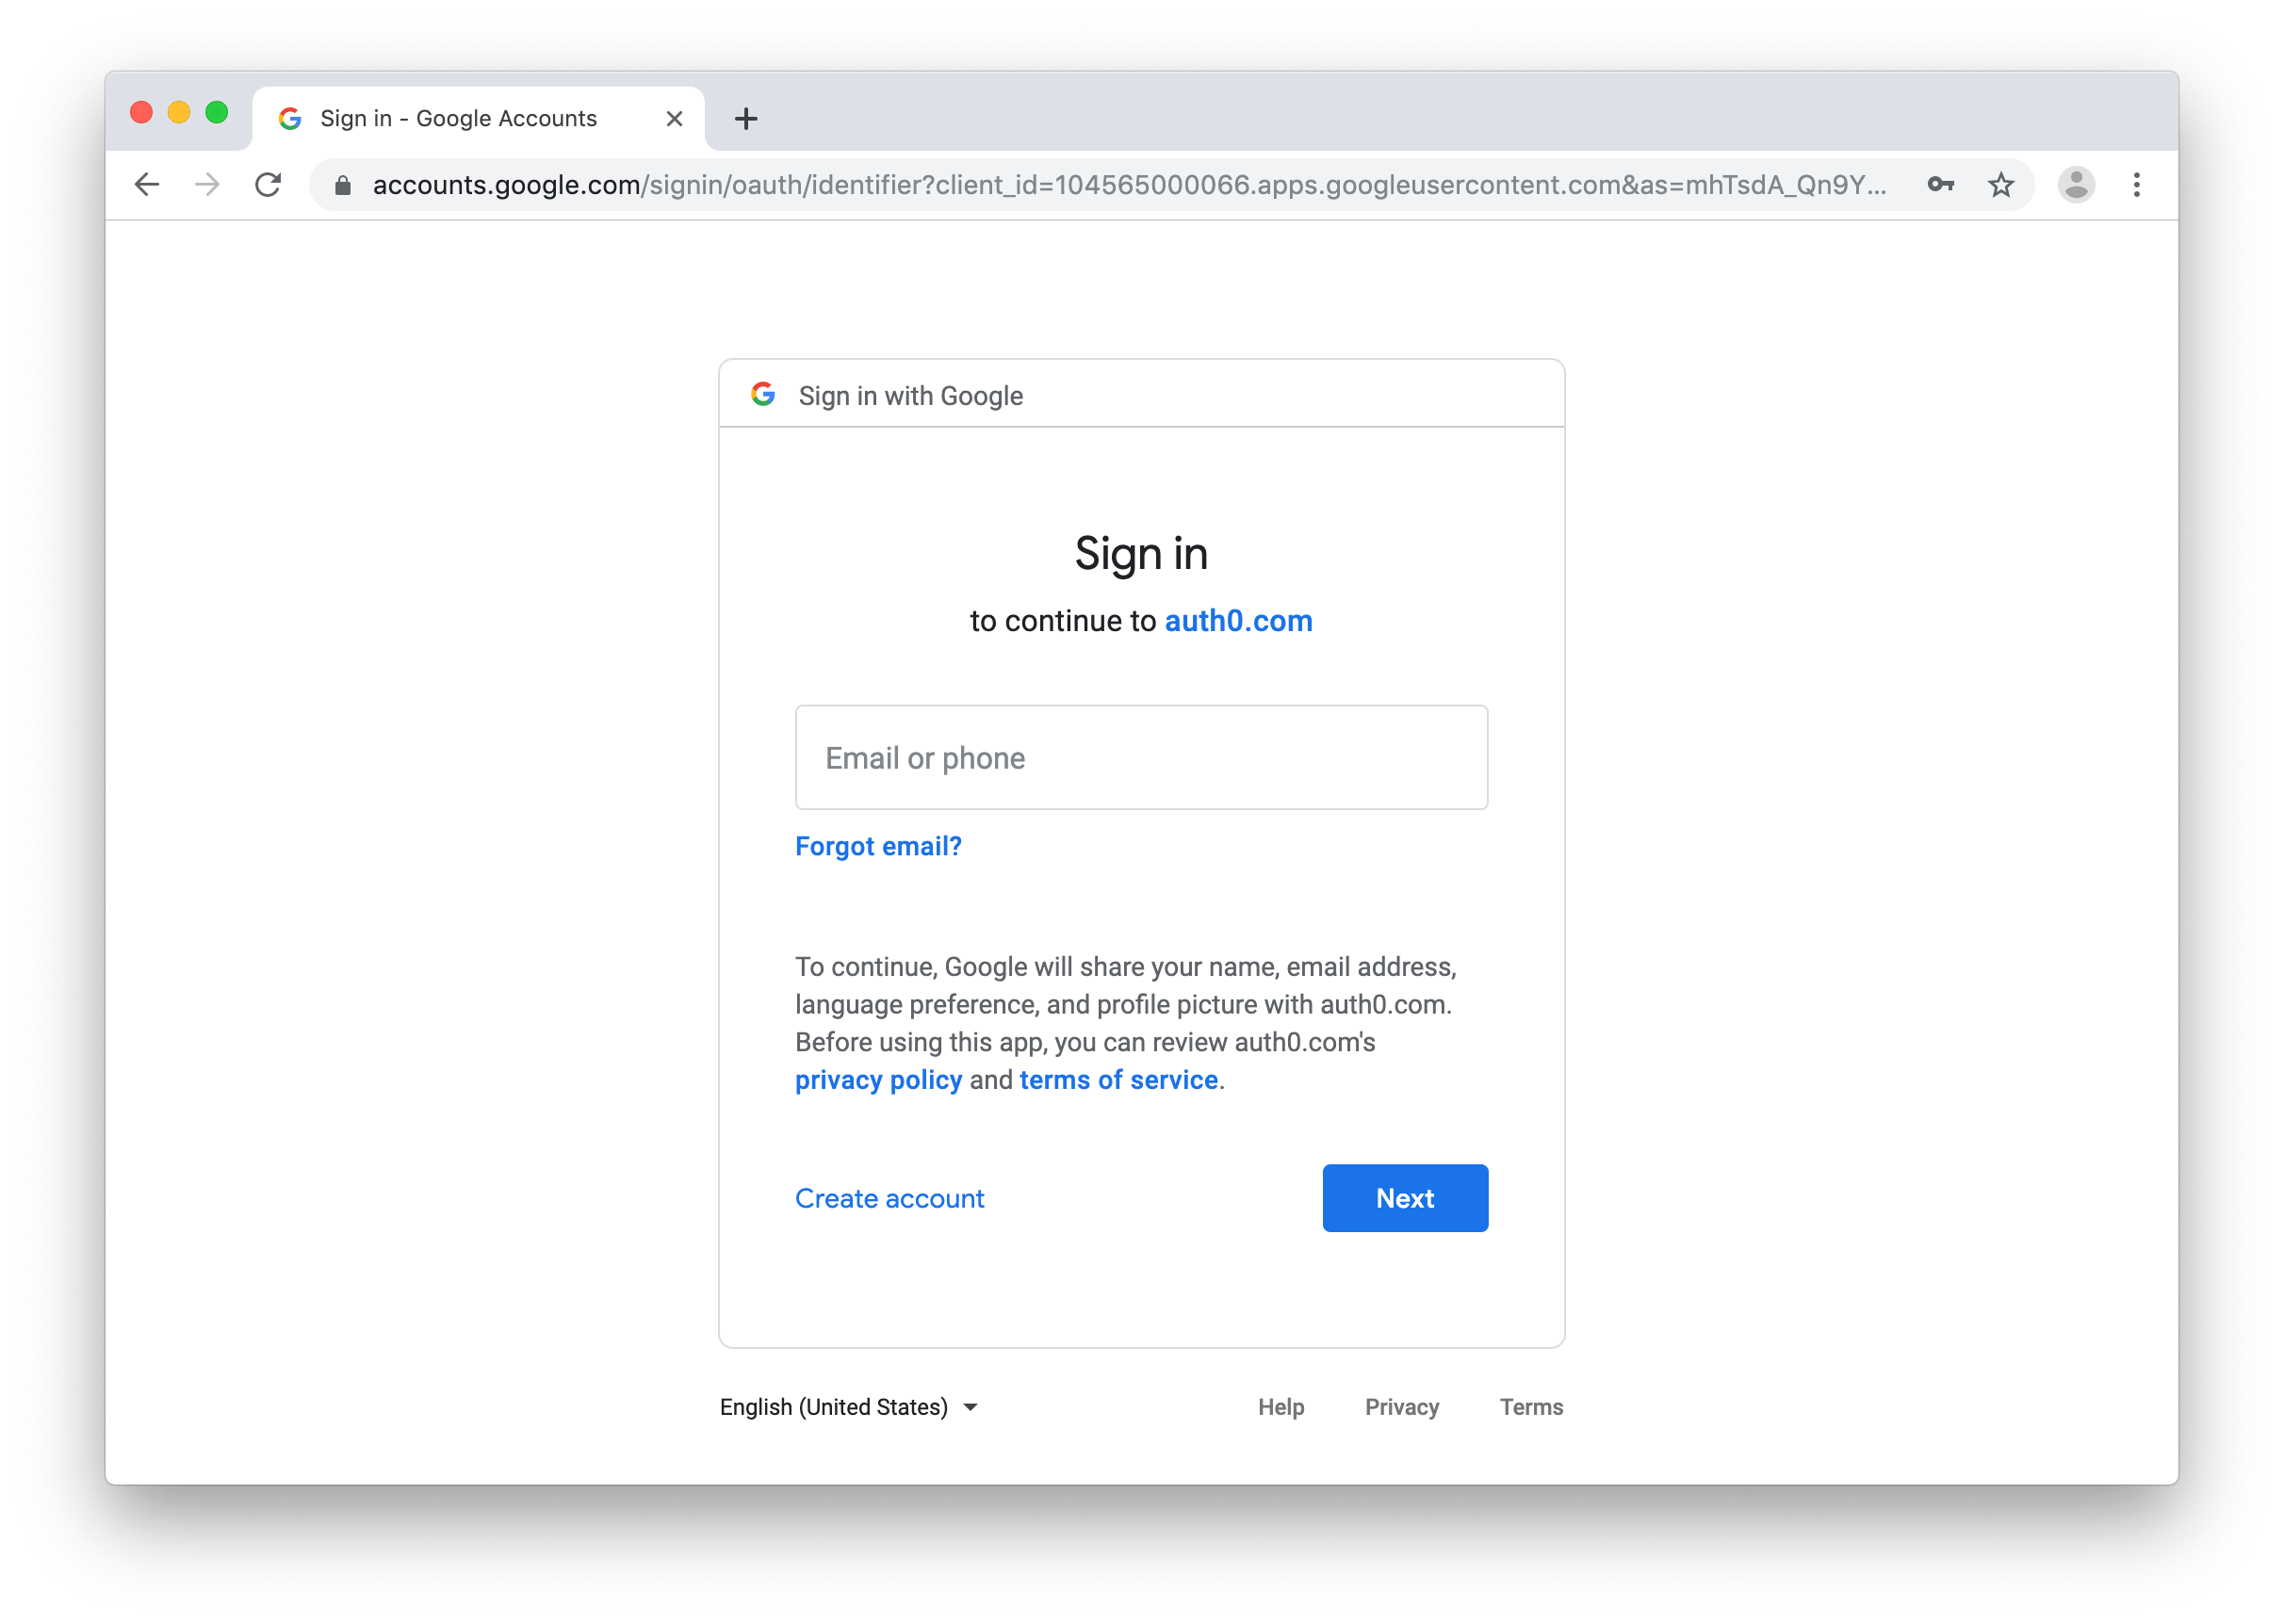 Sign in - Google Accounts
accounts.google.com/signin/oauth/identifier?client_id=104565000066.apps.googleusercontent.com&as=mhTsdA_Qn9Y...
Sign in with Google
Sign in
to continue to auth0.com
Email or phone
Forgot email?
To continue, Google will share your name, email address,
language preference, and profile picture with auth0.com.
Before using this app, you can review auth0.com's
privacy policy and terms of service.
Create account Next
English (United States) Help Privacy Terms